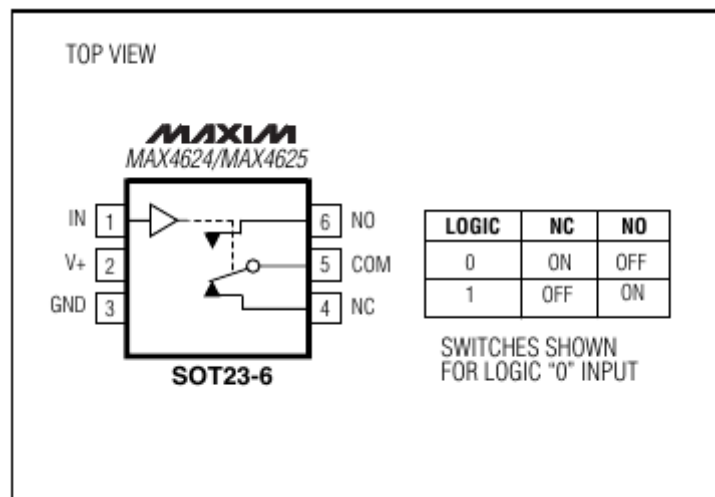 TOP VIEW
MAXIM
MAX4624/MAX4625
IN 1
V+ 2
GND 3
6 NO
5 COM
4 NC
SOT23-6
LOGIC NC NO
0 ON OFF
1 OFF ON
SWITCHES SHOWN
FOR LOGIC "0" INPUT